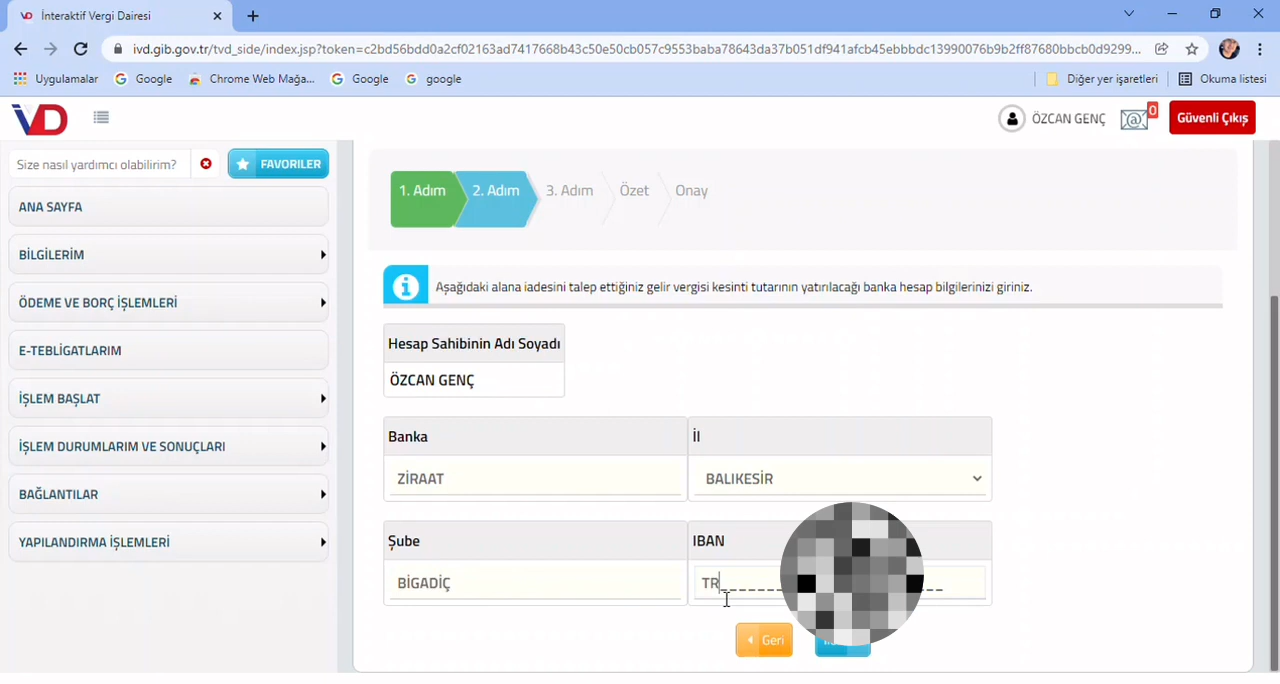 İnteraktif Vergi Dairesi
ivd.gib.gov.tr/tvd_side/index.jsp?token=c2bd56bdd0a2cf02163ad7417668b43c50e50cb057c9553baba78643da37b051df941afcb45ebbbdc13990076b9b2ff87680bbcb0d9299...
Uygulamalar Google Chrome Web Mağa... Google google Diğer yer işaretleri Okuma listesi
VD ÖZCAN GENÇ @ 0 Güvenli Çıkış
Size nasıl yardımcı olabilirim? FAVORİLER
ANA SAYFA
BİLGİLERİM
ÖDEME VE BORÇ İŞLEMLERİ
E-TEBLİGATLARIM
İŞLEM BAŞLAT
İŞLEM DURUMLARIM VE SONUÇLARI
BAĞLANTILAR
YAPILANDIRMA İŞLEMLERİ
1. Adım 2. Adım 3. Adım Özet Onay
Aşağıdaki alana iadesini talep ettiğiniz gelir vergisi kesinti tutarının yatırılacağı banka hesap bilgilerinizi giriniz.
Hesap Sahibinin Adı Soyadı
ÖZCAN GENÇ
Banka İl
ZİRAAT BALIKESİR
Şube IBAN
BİGADİÇ TR
Geri